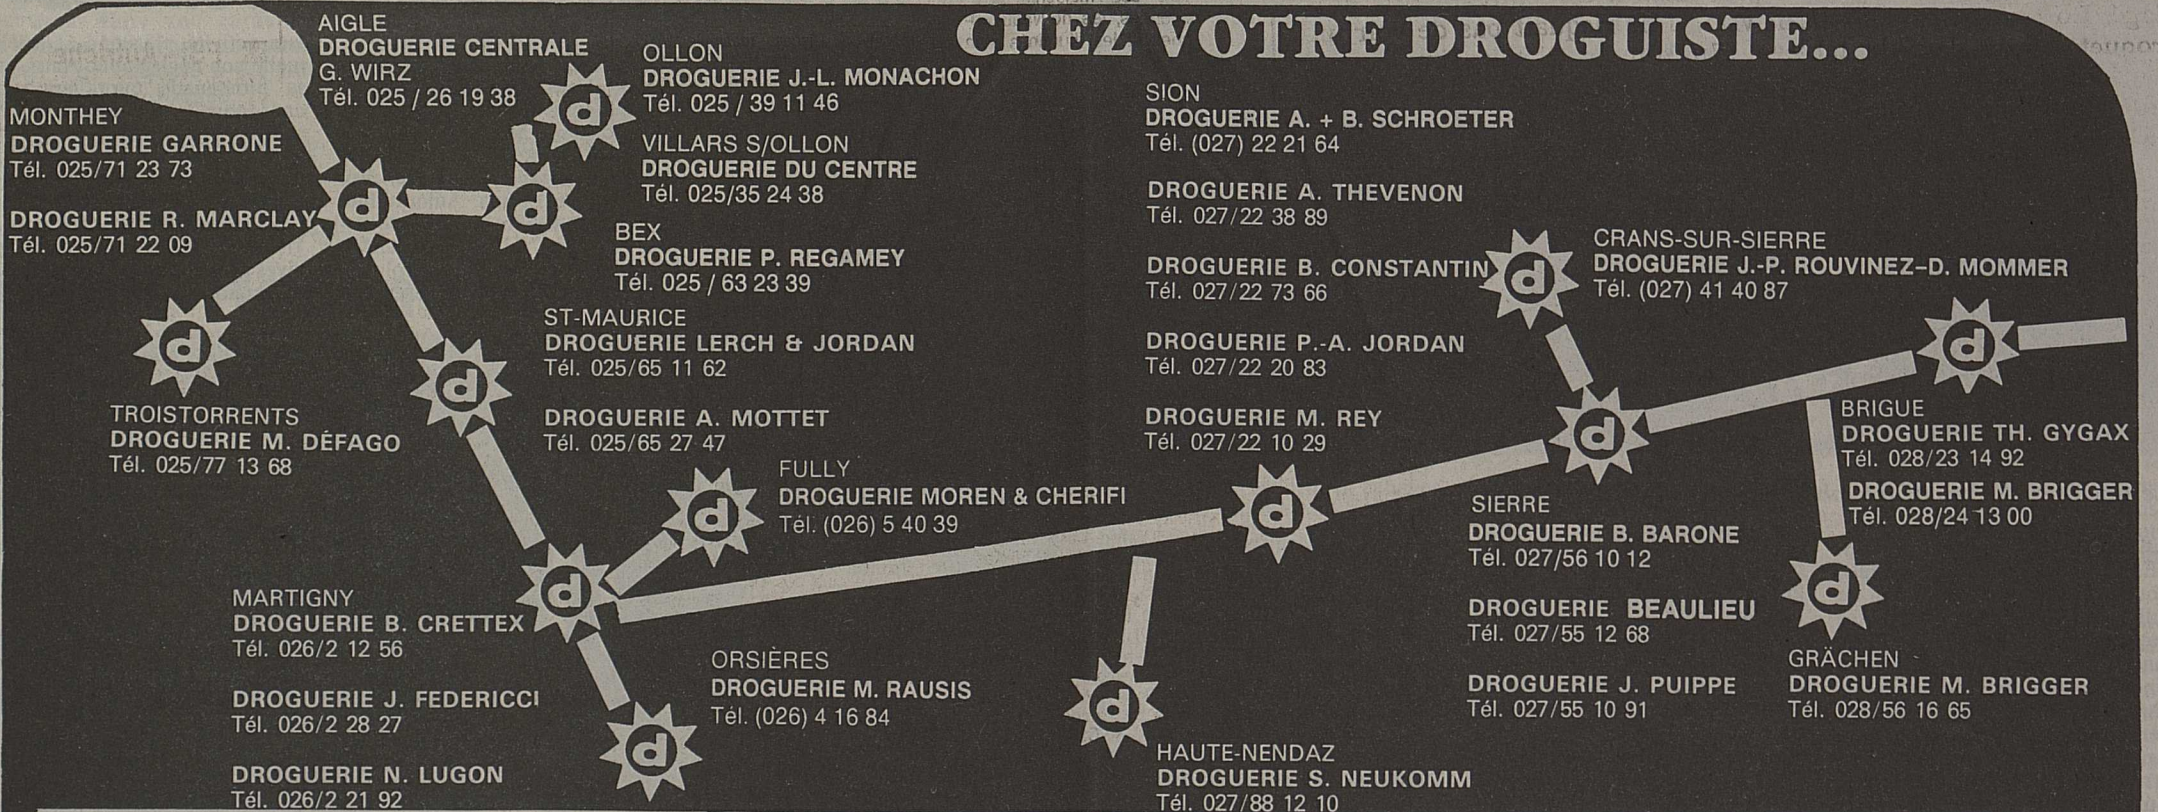 CHEZ VOTRE DROGUISTE...
AIGLE
DROGUERIE CENTRALE
G. WIRZ
Tél. 025 / 26 19 38
OLLON
DROGUERIE J.-L. MONACHON
Tél. 025 / 39 11 46
VILLARS S/OLLON
DROGUERIE DU CENTRE
Tél. 025/35 24 38
MONTHEY
DROGUERIE GARRONE
Tél. 025/71 23 73
DROGUERIE R. MARCLAY
Tél. 025/71 22 09
BEX
DROGUERIE P. REGAMEY
Tél. 025 / 63 23 39
ST-MAURICE
DROGUERIE LERCH & JORDAN
Tél. 025/65 11 62
DROGUERIE A. MOTTET
Tél. 025/65 27 47
TROISTORRENTS
DROGUERIE M. DÉFAGO
Tél. 025/77 13 68
FULLY
DROGUERIE MOREN & CHERIFI
Tél. (026) 5 40 39
MARTIGNY
DROGUERIE B. CRETTEX
Tél. 026/2 12 56
DROGUERIE J. FEDERICCI
Tél. 026/2 28 27
DROGUERIE N. LUGON
Tél. 026/2 21 92
ORSIÈRES
DROGUERIE M. RAUSIS
Tél. (026) 4 16 84
SION
DROGUERIE A. + B. SCHROETER
Tél. (027) 22 21 64
DROGUERIE A. THEVENON
Tél. 027/22 38 89
DROGUERIE B. CONSTANTIN
Tél. 027/22 73 66
DROGUERIE P.-A. JORDAN
Tél. 027/22 20 83
DROGUERIE M. REY
Tél. 027/22 10 29
CRANS-SUR-SIERRE
DROGUERIE J.-P. ROUVINEZ–D. MOMMER
Tél. (027) 41 40 87
HAUTE-NENDAZ
DROGUERIE S. NEUKOMM
Tél. 027/88 12 10
SIERRE
DROGUERIE B. BARONE
Tél. 027/56 10 12
DROGUERIE BEAULIEU
Tél. 027/55 12 68
DROGUERIE J. PUIPPE
Tél. 027/55 10 91
BRIGUE
DROGUERIE TH. GYGAX
Tél. 028/23 14 92
DROGUERIE M. BRIGGER
Tél. 028/24 13 00
GRÄCHEN
DROGUERIE M. BRIGGER
Tél. 028/56 16 65
d
d
d
d
d
d
d
d
d
d
d
d
d
d